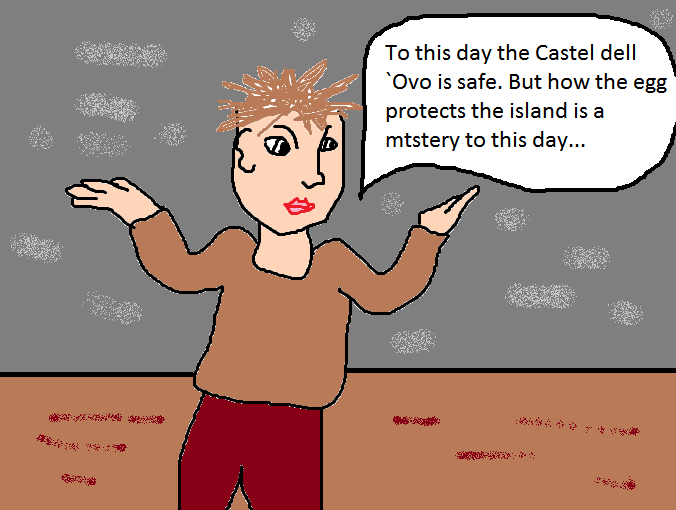 To this day the Castel dell
`Ovo is safe. But how the egg
protects the island is a
mtstery to this day...